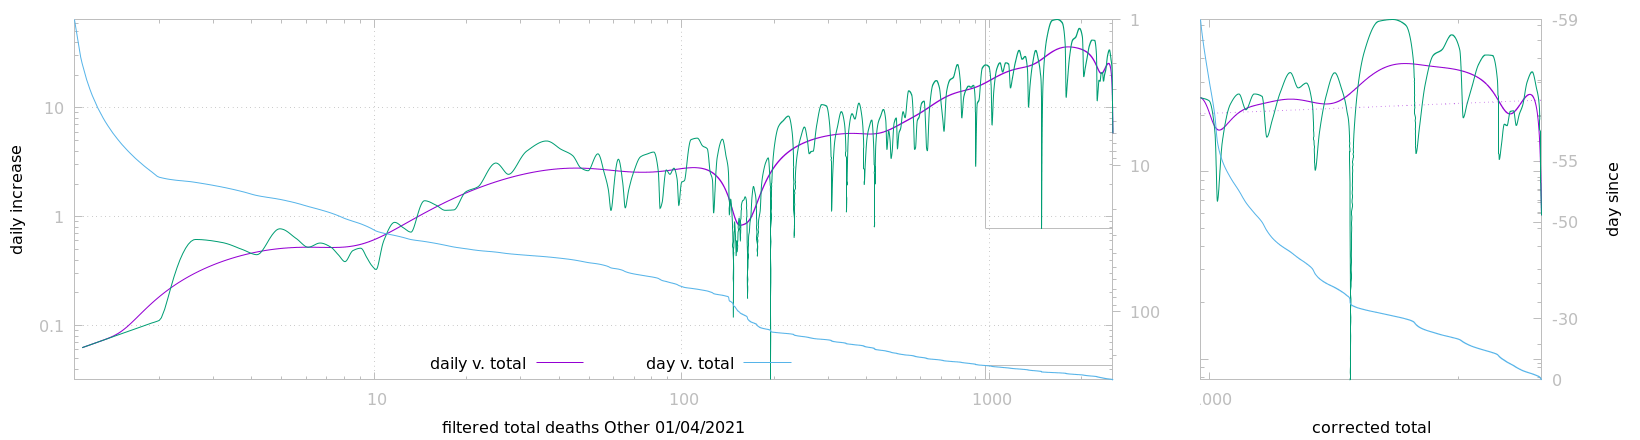 1
-59
10
10
-55
1
-50
daily increase
day since
0.1
100
-30
daily v. total
day v. total
0
10
100
1000
.000
filtered total deaths Other 01/04/2021
corrected total